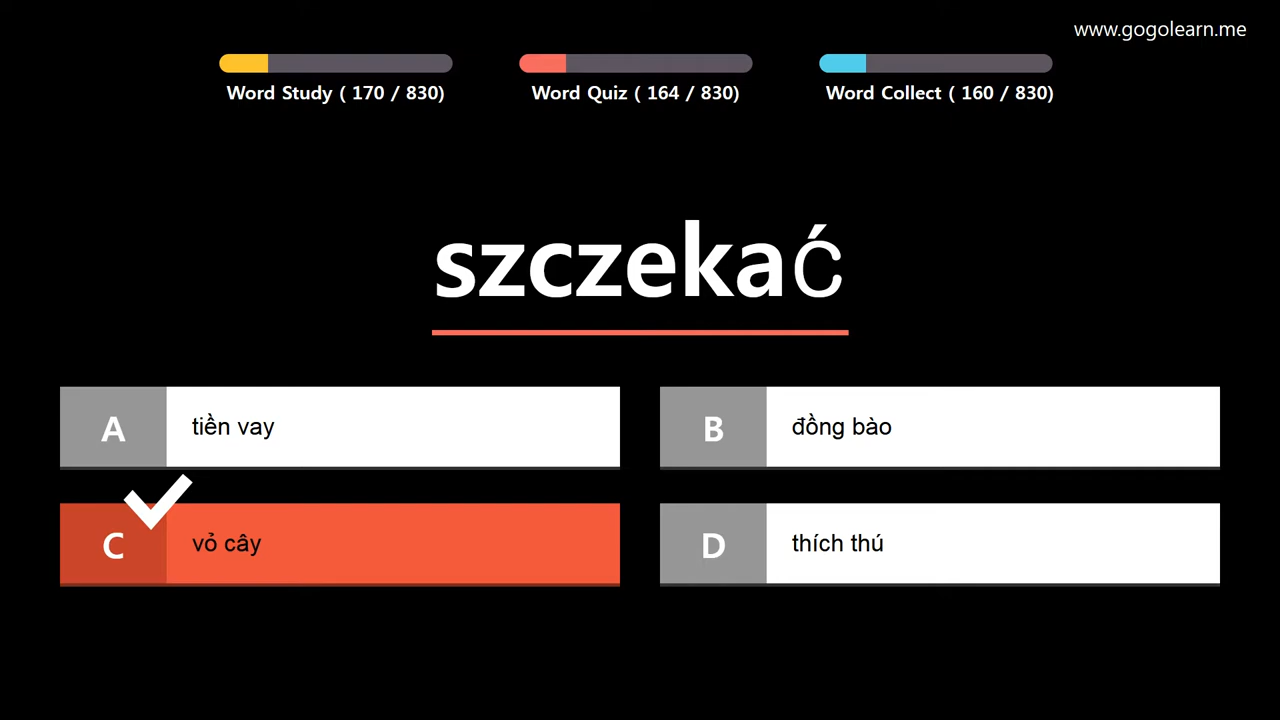 www.gogolearn.me
Word Study ( 170 / 830)
Word Quiz ( 164 / 830)
Word Collect ( 160 / 830)
szczekać
A tiền vay
B đồng bào
C vỏ cây
D thích thú